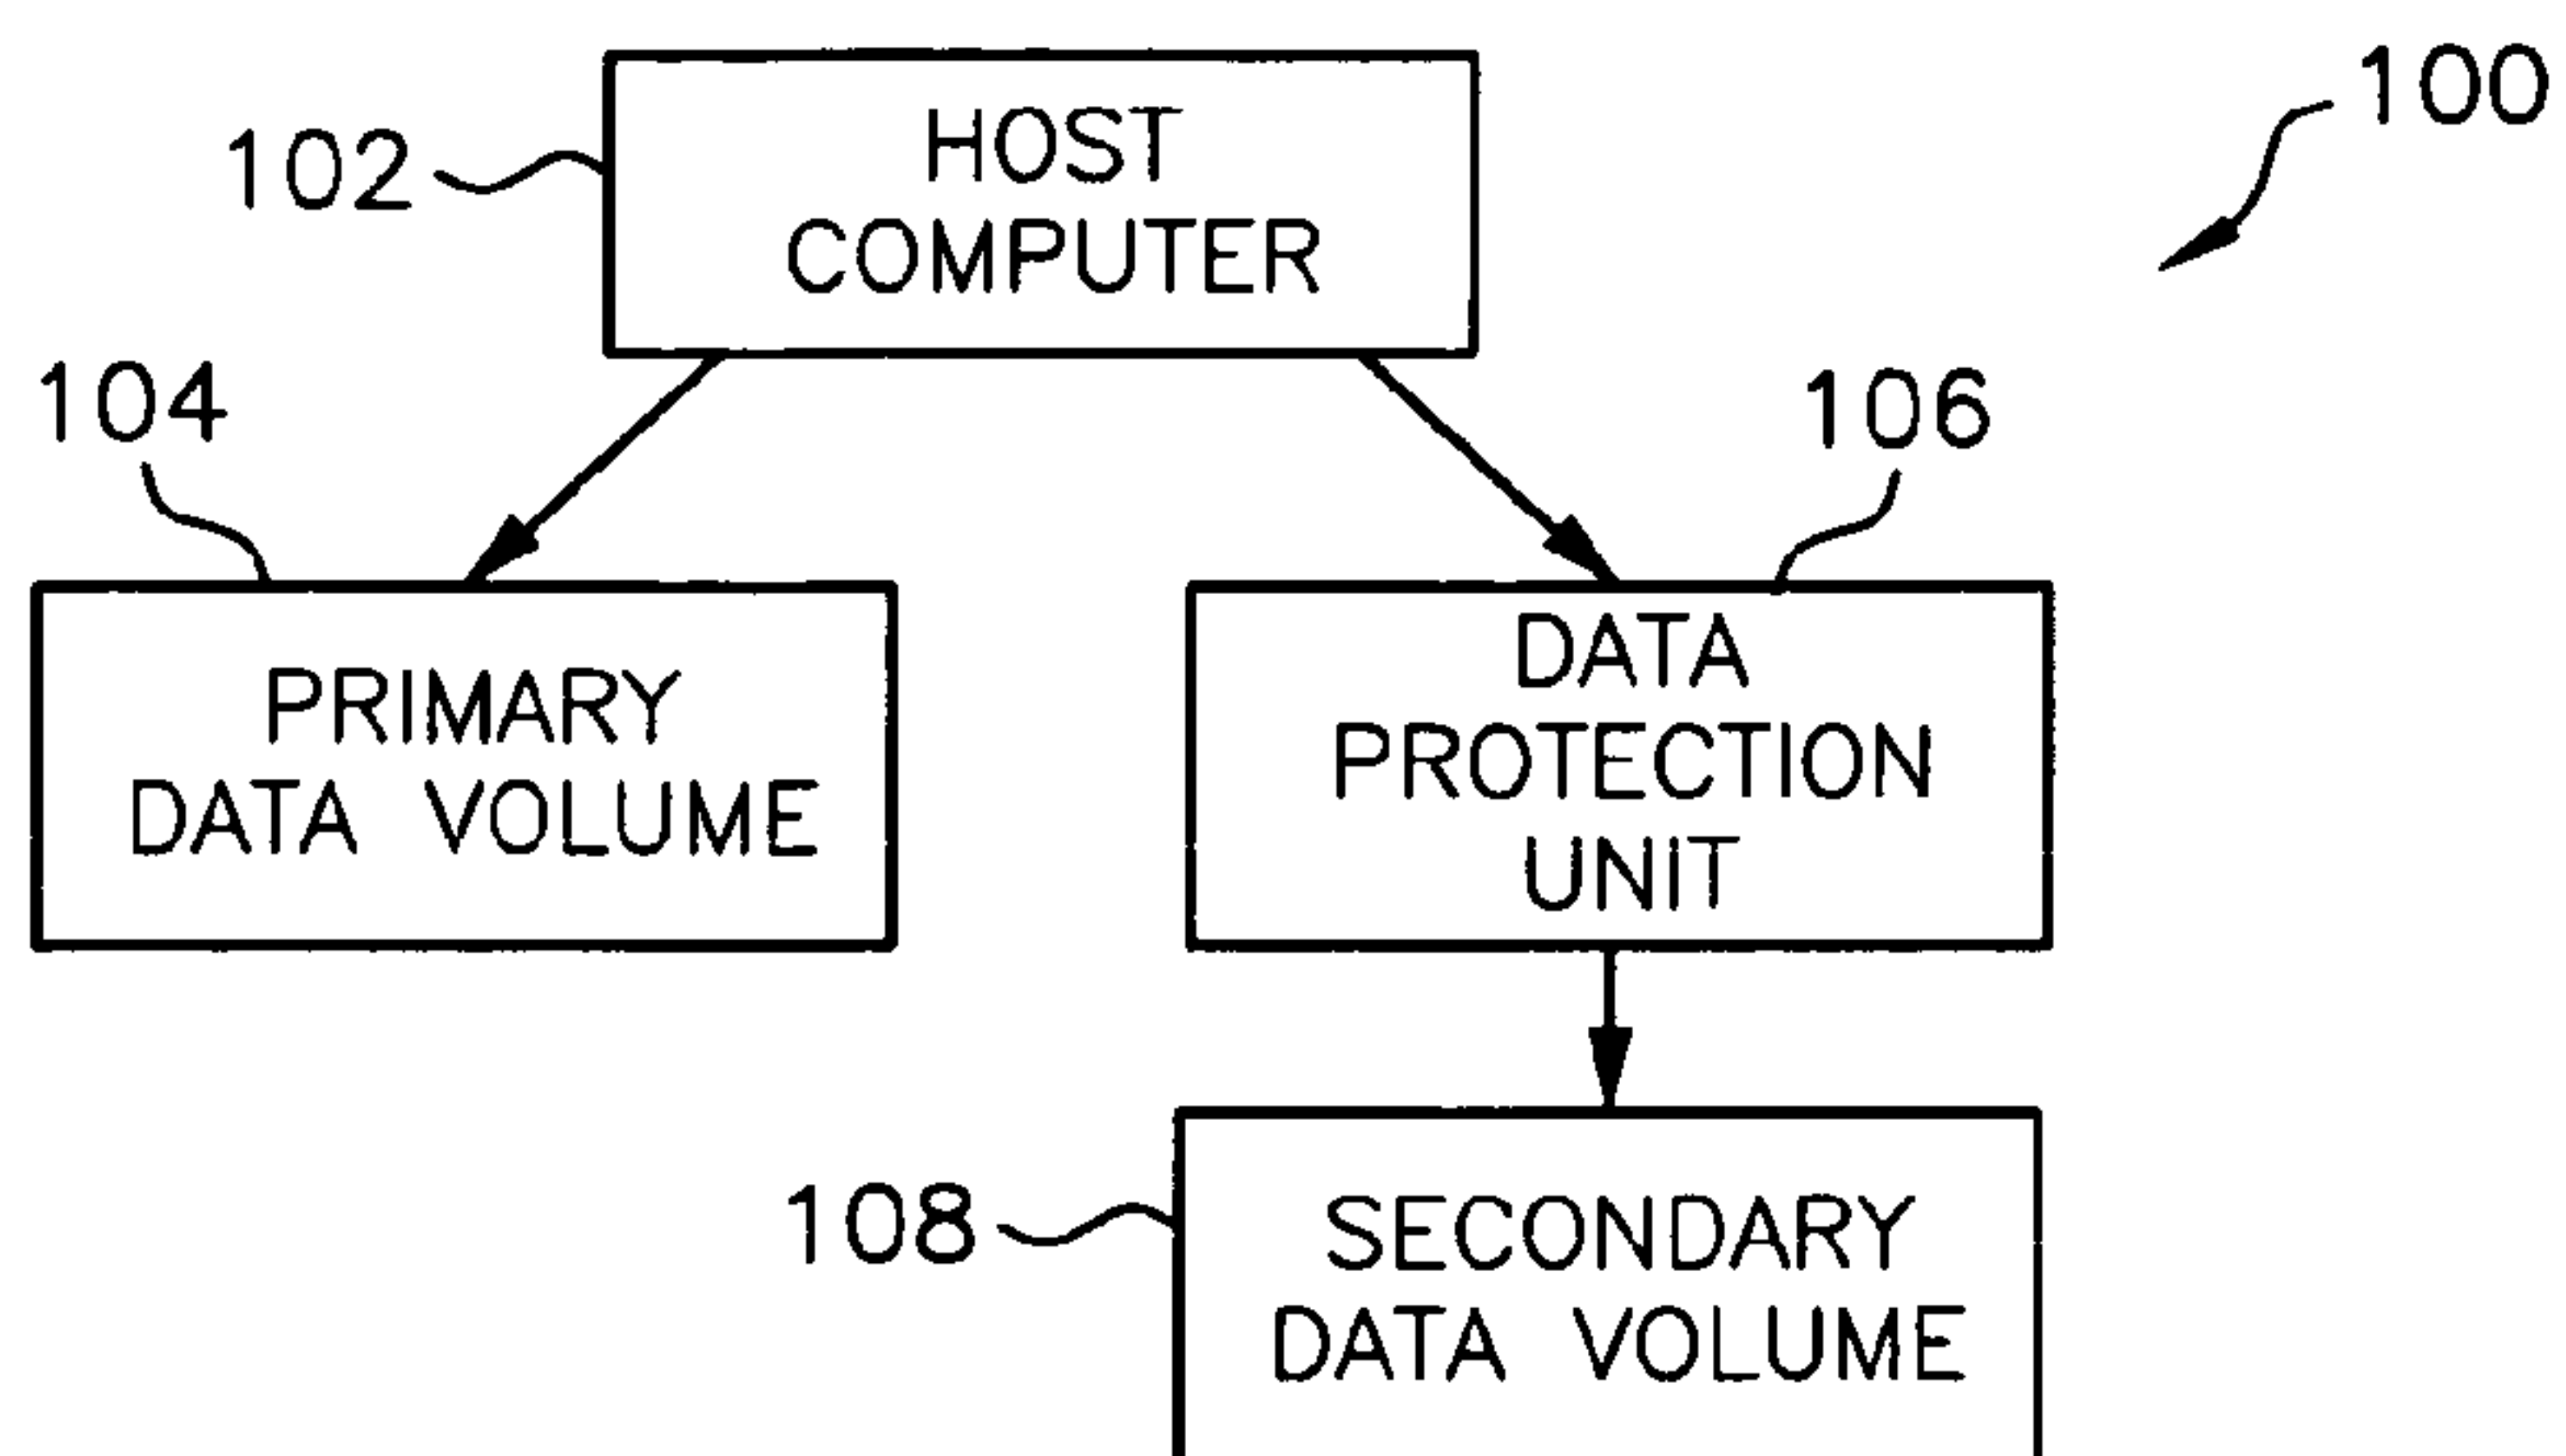 100
102
HOST
COMPUTER
104
106
PRIMARY
DATA VOLUME
DATA
PROTECTION
UNIT
108
SECONDARY
DATA VOLUME